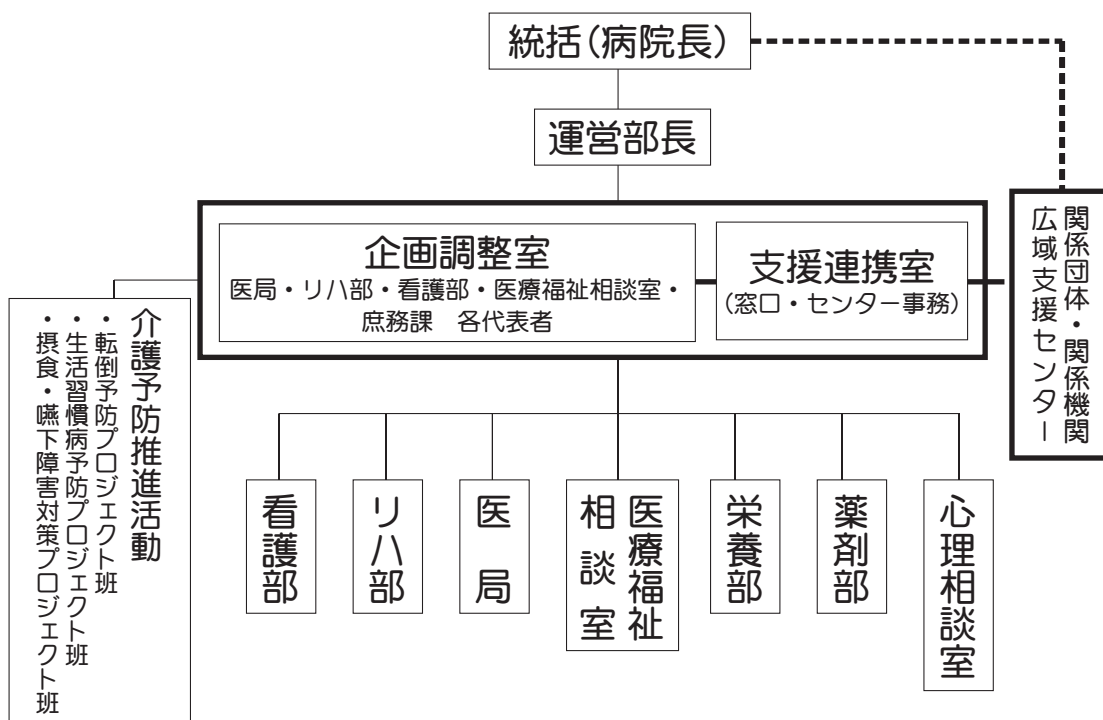 統括(病院長)
運営部長
企画調整室
医局・リハ部・看護部・医療福祉相談室・
庶務課　各代表者
支援連携室
(窓口・センター事務)
関係団体・関係機関
広域支援センター
介護予防推進活動
・転倒予防プロジェクト班
・生活習慣病予防プロジェクト班
・摂食・嚥下障害対策プロジェクト班
看護部
リハ部
医局
医療福祉
相談室
栄養部
薬剤部
心理相談室